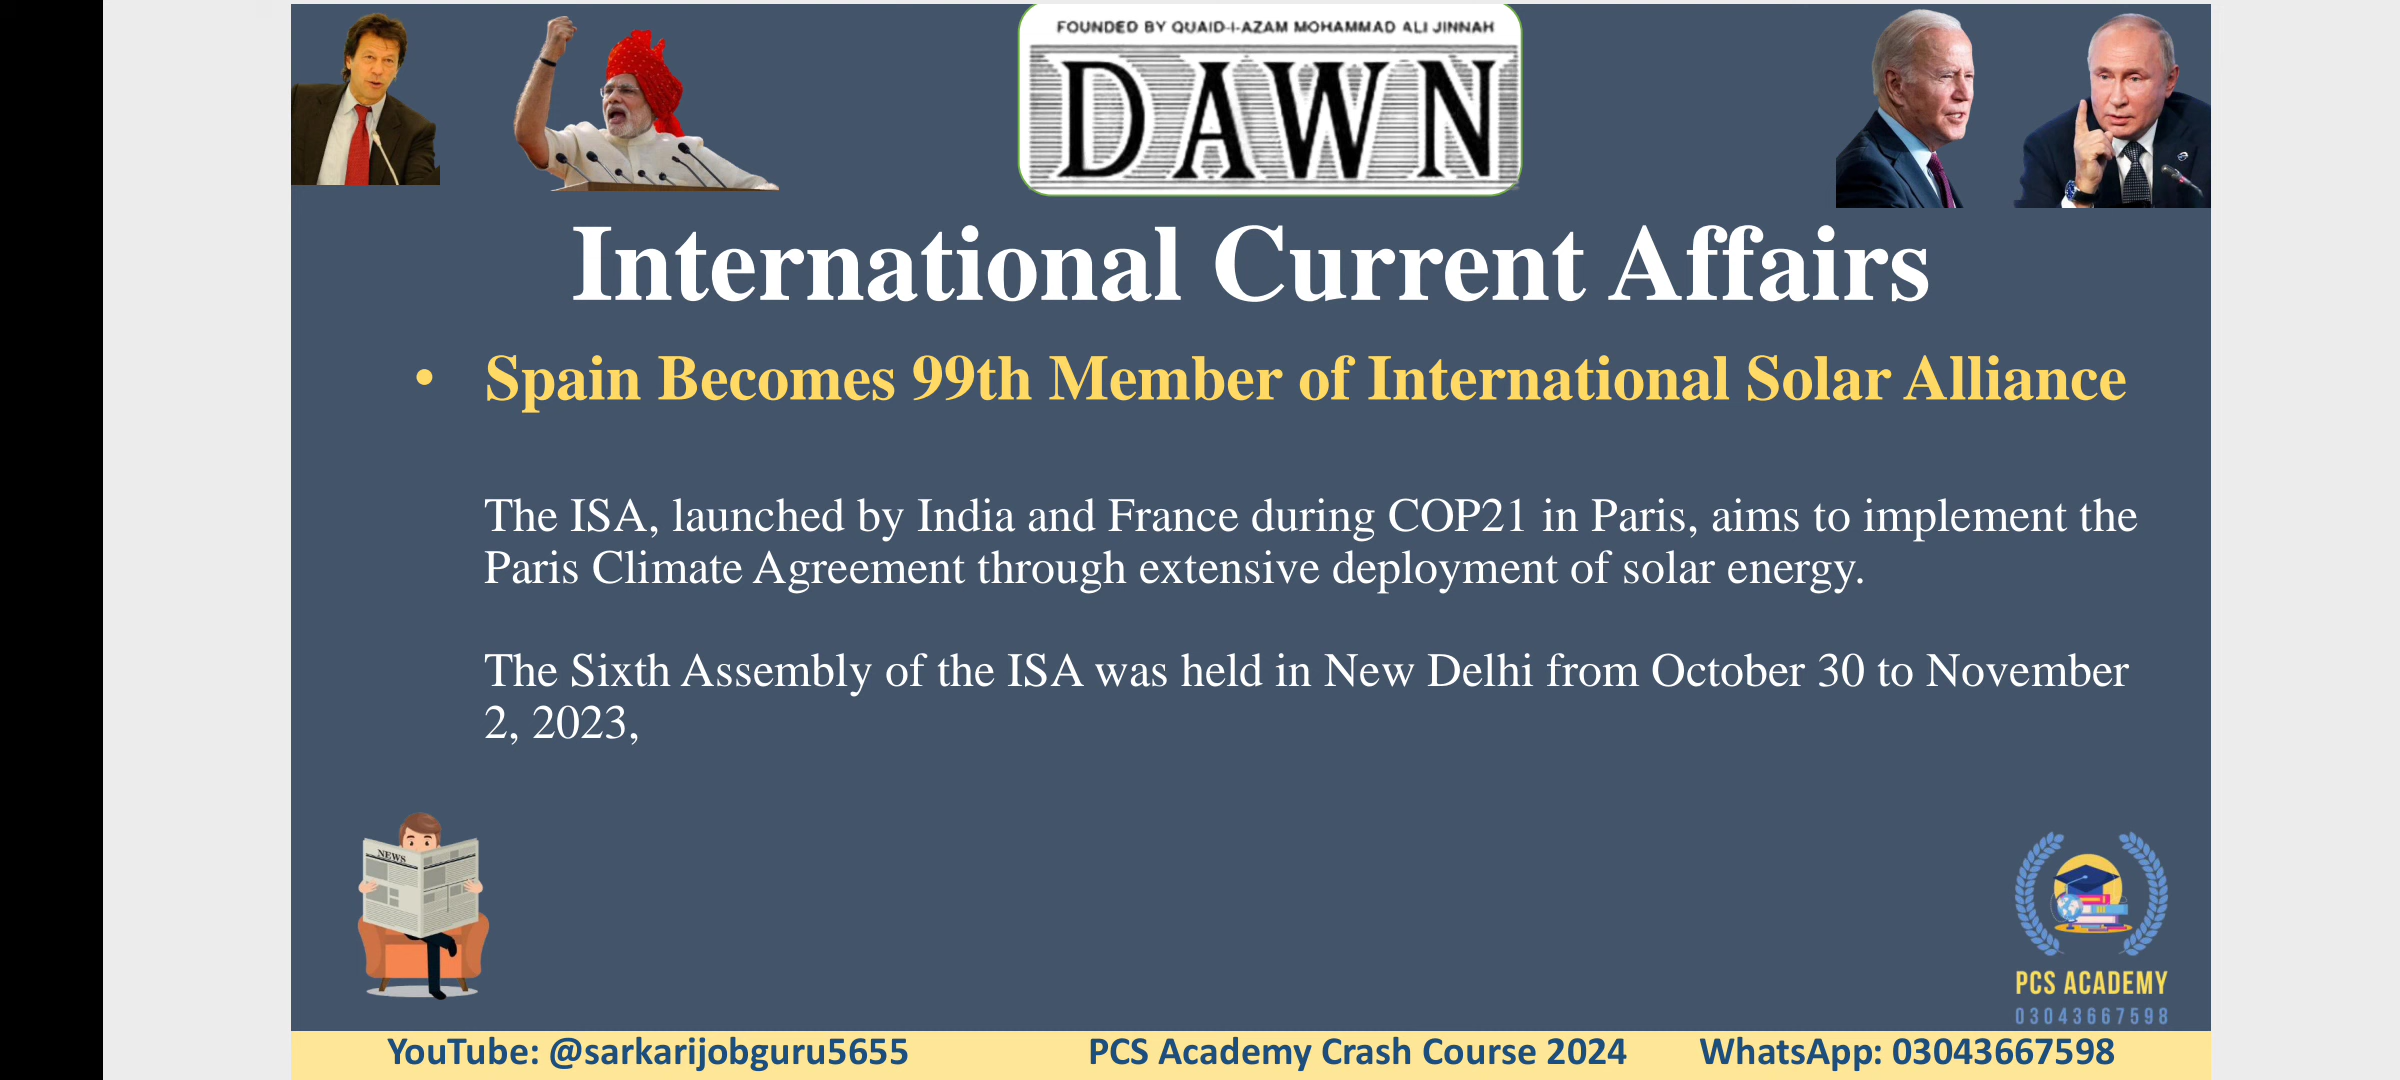 FOUNDED BY QUAID-I-AZAM MOHAMMAD ALI JINNAH
DAWN
International Current Affairs
• Spain Becomes 99th Member of International Solar Alliance
The ISA, launched by India and France during COP21 in Paris, aims to implement the
Paris Climate Agreement through extensive deployment of solar energy.
The Sixth Assembly of the ISA was held in New Delhi from October 30 to November
2, 2023,
NEWS
PCS ACADEMY
03043667598
YouTube: @sarkarijobguru5655 PCS Academy Crash Course 2024 WhatsApp: 03043667598